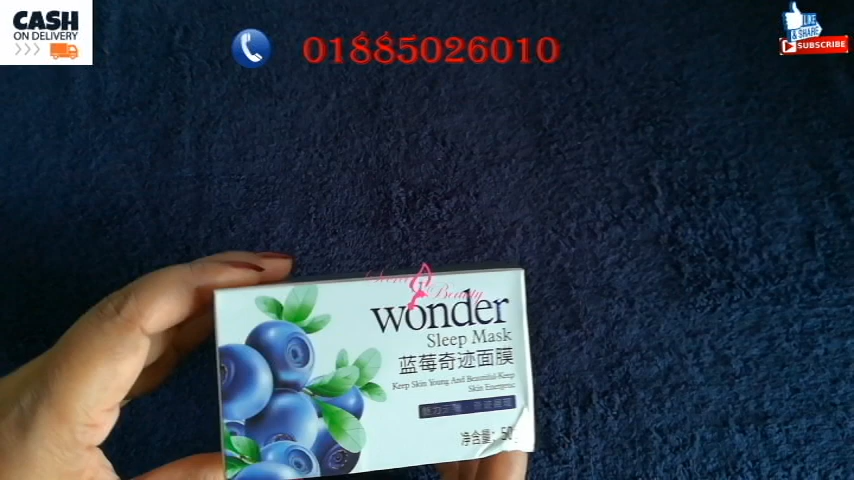 CASH
ON DELIVERY
01885026010
LIKE
& SHARE
SUBSCRIBE
Beauty
wonder
Sleep Mask
蓝莓奇迹面膜
Keep Skin Young And Beautiful-Keep
Skin Energetic
净含量: 50